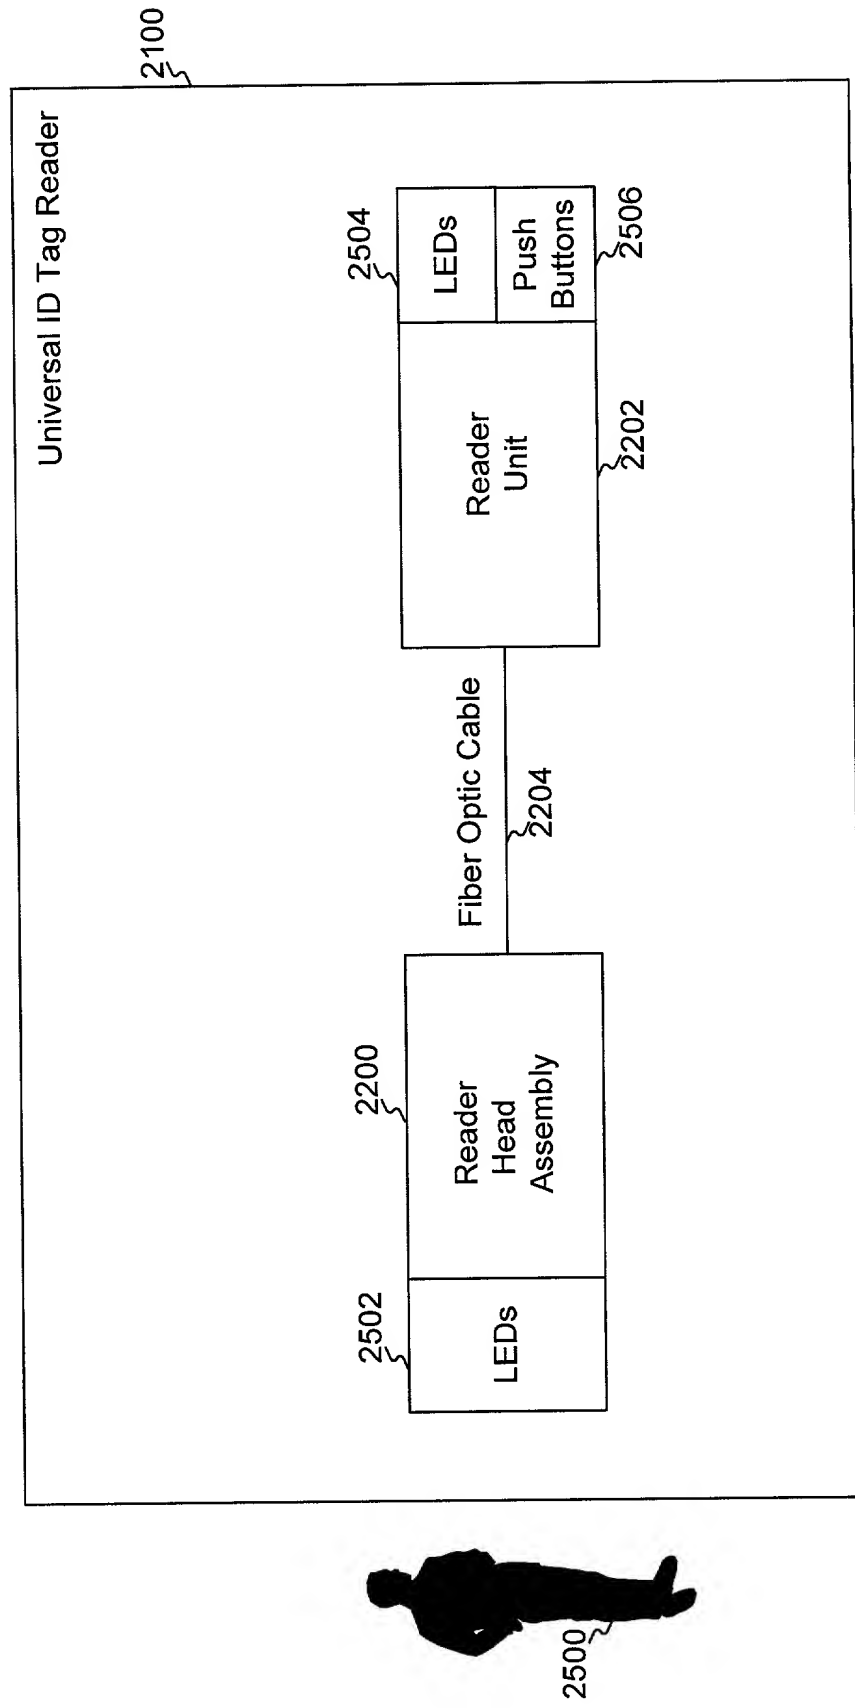 2100
Universal ID Tag Reader
2502
LEDs
2200
Reader
Head
Assembly
Fiber Optic Cable
2204
Reader
Unit
2202
2504
LEDs
Push
Buttons
2506
2500